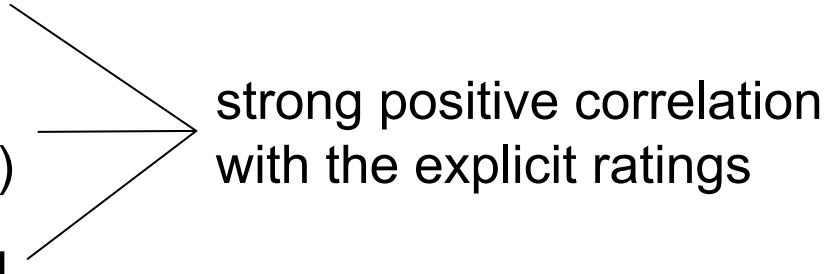 strong positive correlation
)
with the explicit ratings